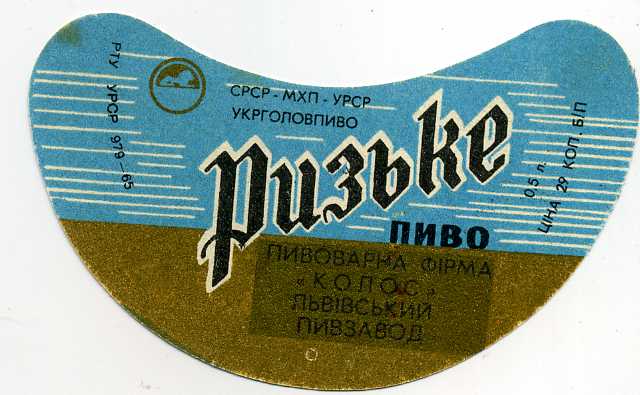 РТУ УРСР 979-65
СРСР - МХП - УРСР
УКРГОЛОВПИВО
Ризьке
ПИВО
0,5 л.
ЦІНА 29 КОП. Б/П
ПИВОВАРНА ФІРМА
«КОЛОС»
ЛЬВІВСЬКИЙ
ПИВЗАВОД